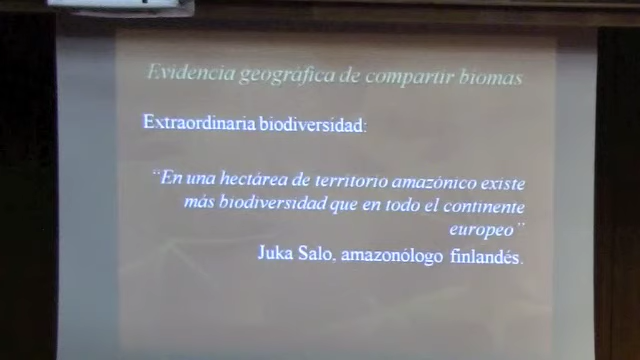 Evidencia geográfica de compartir biomas
Extraordinaria biodiversidad:
“En una hectárea de territorio amazónico existe
más biodiversidad que en todo el continente
europeo”
Juka Salo, amazonólogo finlandés.